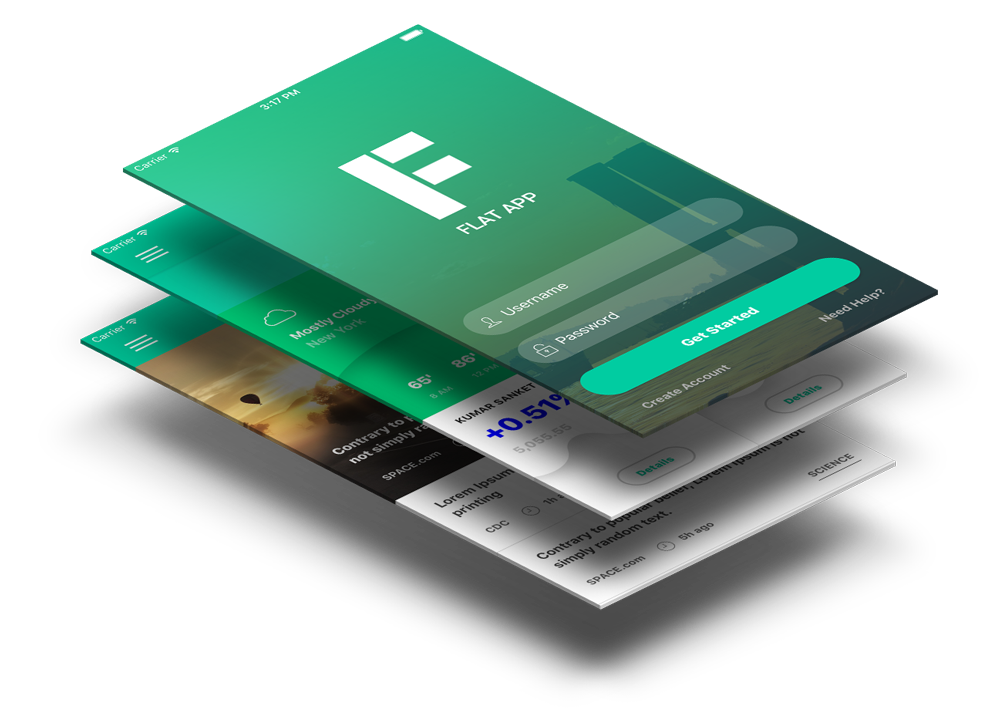 3:17 PM
Carrier
FLAT APP
Username
Password
Get Started
Need Help?
Create Account
Carrier
Mostly Cloudy
New York
65°
8 AM
86°
12 PM
KUMAR SANKET
+0.51%
5,055.55
Details
Details
Carrier
Contrary to
not simply
SPACE.com
Lorem Ipsum
printing
CDC
1h
Contrary to popular belief, Lorem Ipsum is not
simply random text.
SPACE.com
5h ago
SCIENCE